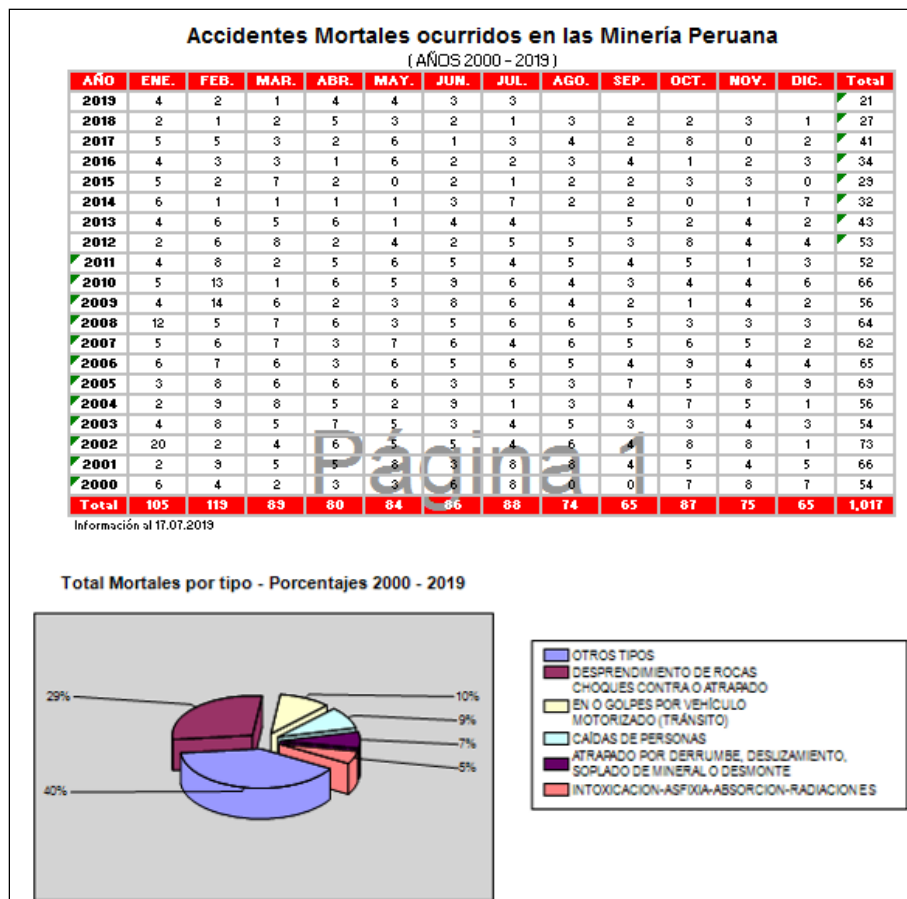 Accidentes Mortales ocurridos en las Minería Peruana
( AÑOS 2000 - 2019 )
AÑO ENE. FEB. MAR. ABR. MAY. JUN. JUL. AGO. SEP. OCT. NOV. DIC. Total
2019 4 2 1 4 4 3 3 21
2018 2 1 2 5 3 2 1 3 2 2 3 1 27
2017 5 5 3 2 6 1 3 4 2 8 0 2 41
2016 4 3 3 1 6 2 2 3 4 1 2 3 34
2015 5 2 7 2 0 2 1 2 2 3 3 0 29
2014 6 1 1 1 1 3 7 2 2 0 1 7 32
2013 4 6 5 6 1 4 4 5 2 4 2 43
2012 2 6 8 2 4 2 5 5 3 8 4 4 53
2011 4 8 2 5 6 5 4 5 4 5 1 3 52
2010 5 13 1 6 5 9 6 4 3 4 4 6 66
2009 4 14 6 2 3 8 6 4 2 1 4 2 56
2008 12 5 7 6 3 5 6 6 5 3 3 3 64
2007 5 6 7 3 7 6 4 6 5 6 5 2 62
2006 6 7 6 3 6 5 6 5 4 9 4 4 65
2005 3 8 6 6 6 3 5 3 7 5 8 9 69
2004 2 9 8 5 2 9 1 3 4 7 5 1 56
2003 4 8 5 7 5 3 4 5 3 3 4 3 54
2002 20 2 4 6 5 5 4 6 4 8 8 1 73
2001 2 9 5 5 8 3 8 8 4 5 4 5 66
2000 6 4 2 3 3 6 8 0 0 7 8 7 54
Total 105 119 89 80 84 86 88 74 65 87 75 65 1,017
Página 1
Información al 17.07.2019
Total Mortales por tipo - Porcentajes 2000 - 2019
29%
10%
9%
7%
5%
40%
OTROS TIPOS
DESPRENDIMIENTO DE ROCAS
CHOQUES CONTRA O ATRAPADO
EN O GOLPES POR VEHÍCULO
MOTORIZADO (TRÁNSITO)
CAÍDAS DE PERSONAS
ATRAPADO POR DERRUMBE, DESLIZAMIENTO,
SOPLADO DE MINERAL O DESMONTE
INTOXICACION-ASFIXIA-ABSORCION-RADIACIONES